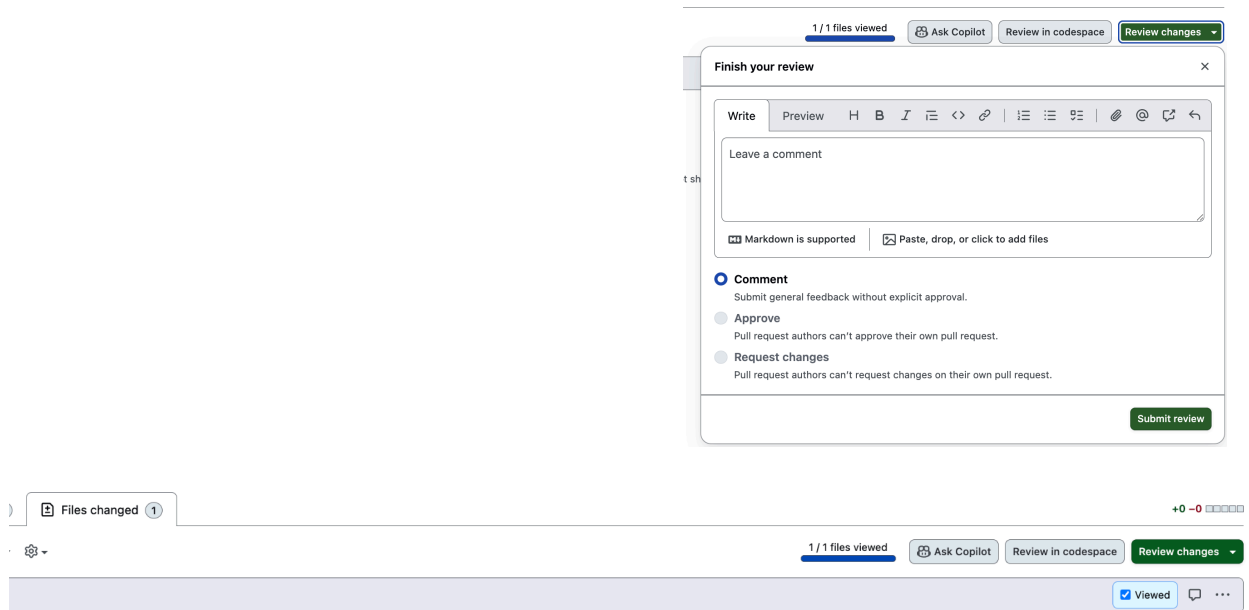 1 / 1 files viewed Ask Copilot Review in codespace Review changes
Finish your review
Write Preview
Leave a comment
t sh
Markdown is supported Paste, drop, or click to add files
Comment
Submit general feedback without explicit approval.
Approve
Pull request authors can't approve their own pull request.
Request changes
Pull request authors can't request changes on their own pull request.
Submit review
Files changed 1 +0 −0
1 / 1 files viewed Ask Copilot Review in codespace Review changes
Viewed